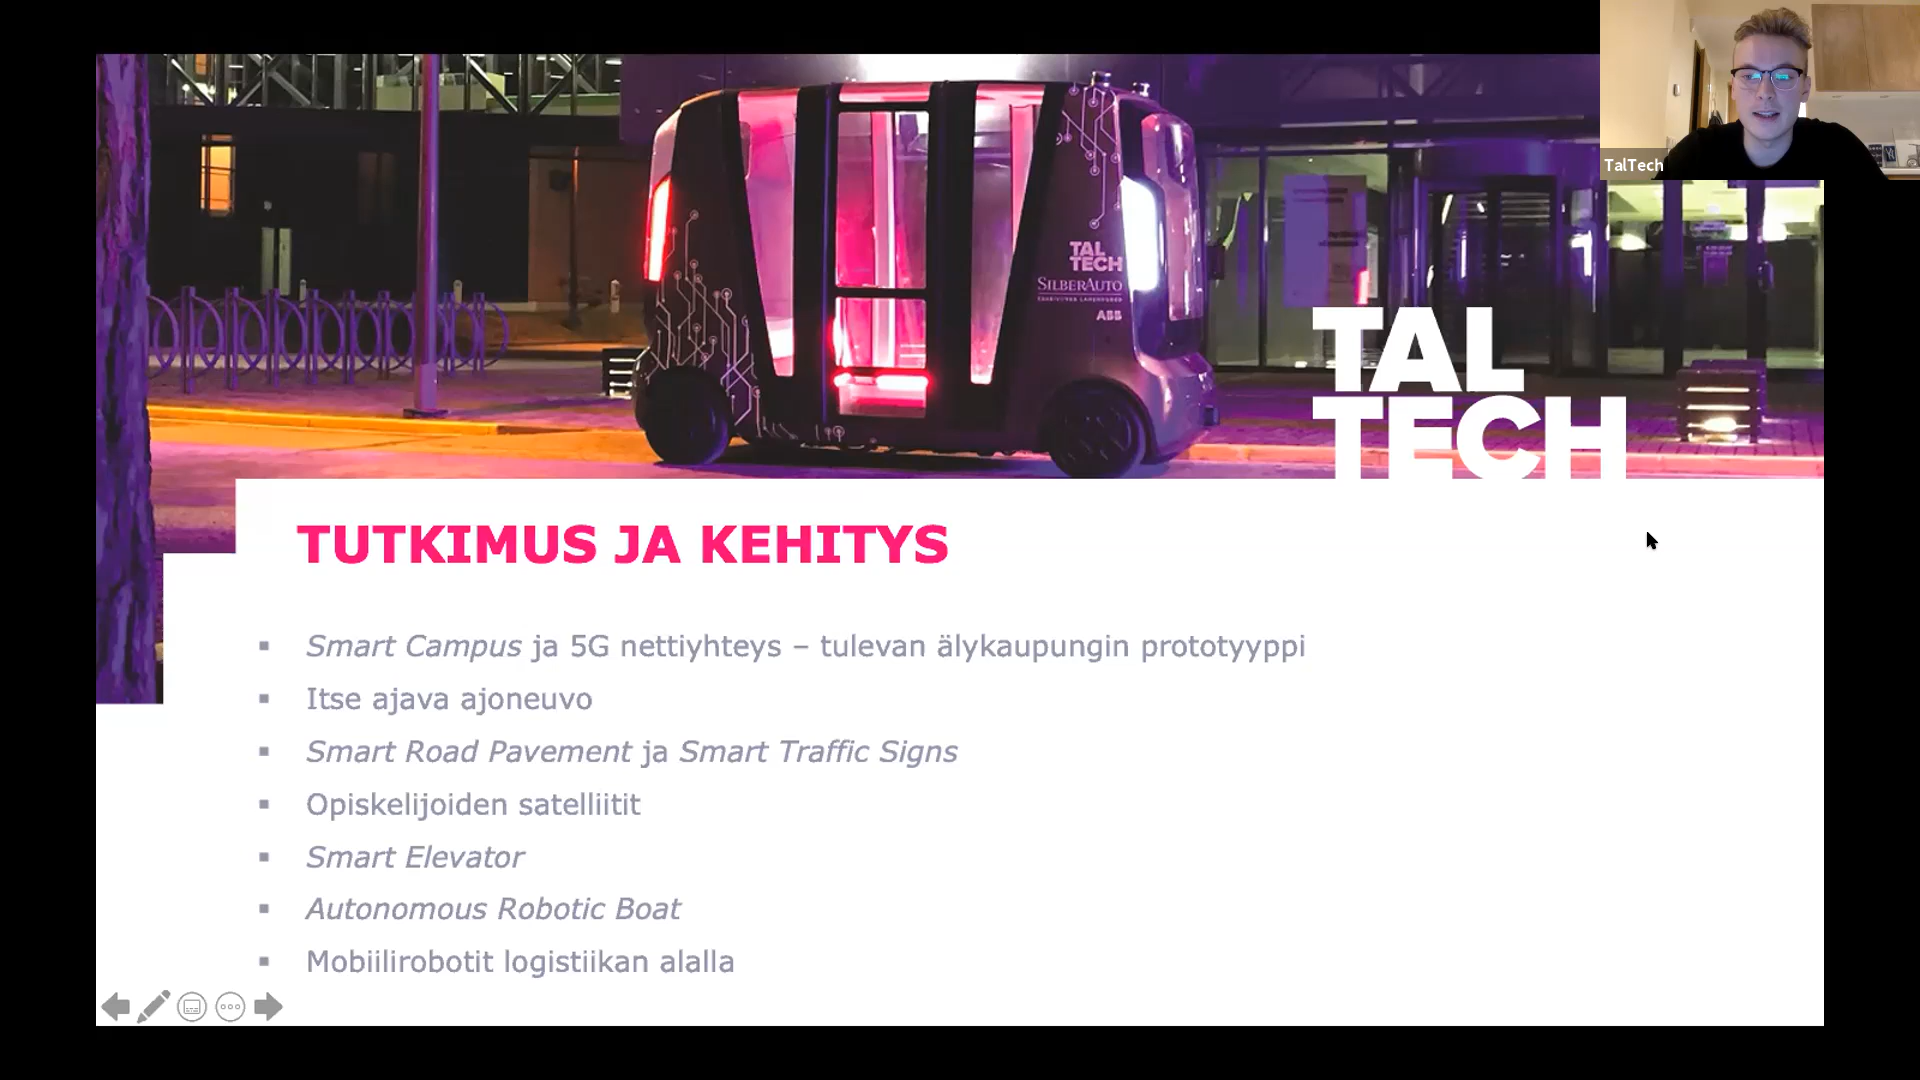 TalTech
TAL
TECH
SILBERAUTO
ABB
TAL
TECH
TUTKIMUS JA KEHITYS
▪ Smart Campus ja 5G nettiyhteys – tulevan älykaupungin prototyyppi
▪ Itse ajava ajoneuvo
▪ Smart Road Pavement ja Smart Traffic Signs
▪ Opiskelijoiden satelliitit
▪ Smart Elevator
▪ Autonomous Robotic Boat
▪ Mobiilirobotit logistiikan alalla